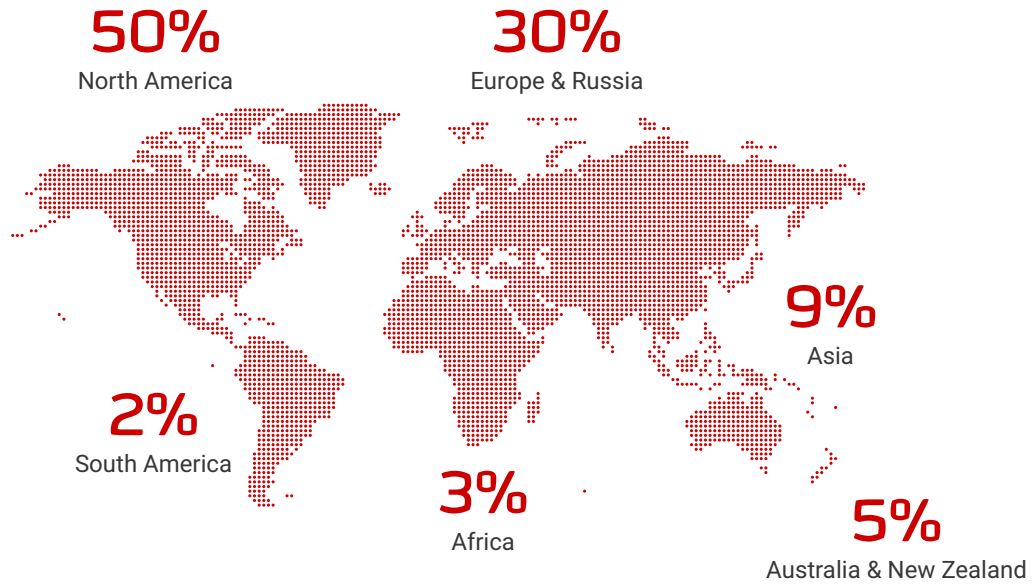 50%
North America
30%
Europe & Russia
9%
Asia
2%
South America
3%
Africa
5%
Australia & New Zealand